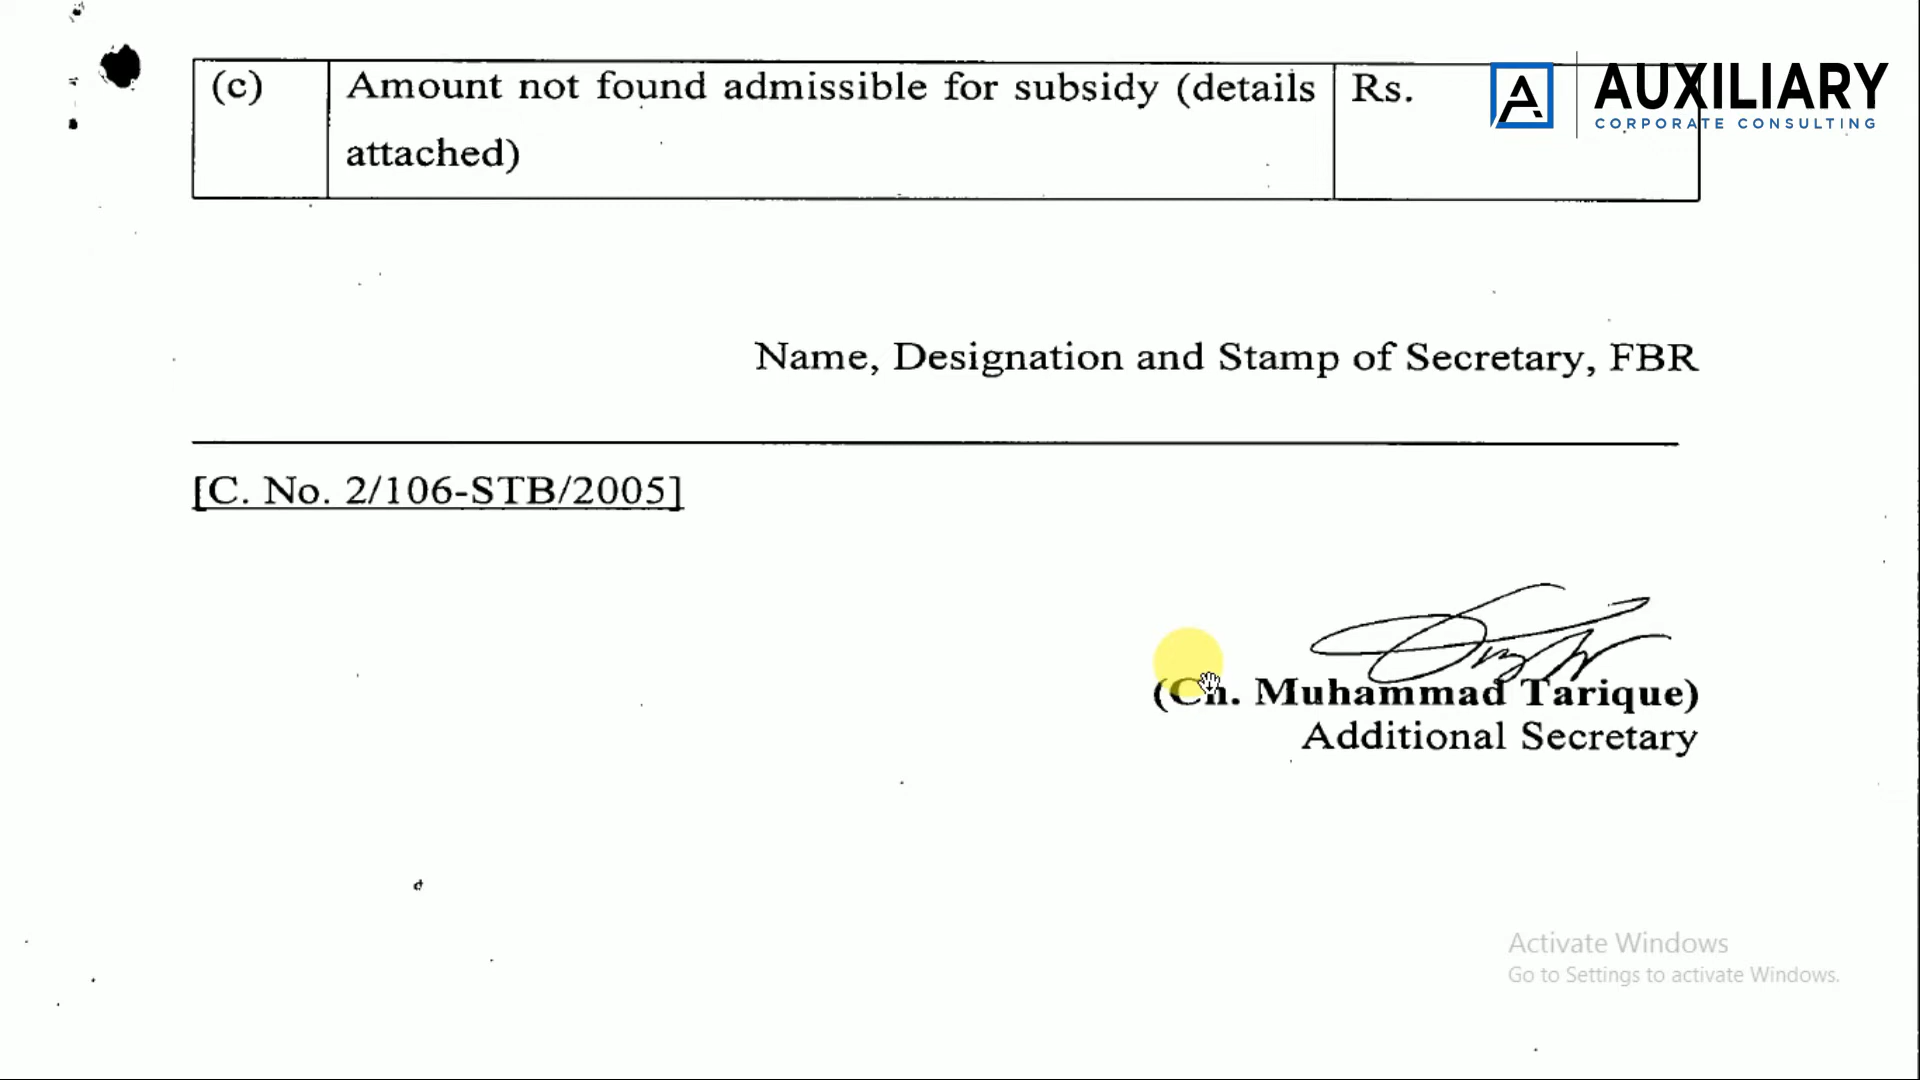 (c) Amount not found admissible for subsidy (details Rs.
attached)
AUXILIARY
CORPORATE CONSULTING
Name, Designation and Stamp of Secretary, FBR
[C. No. 2/106-STB/2005]
(Ch. Muhammad Tarique)
Additional Secretary
Activate Windows
Go to Settings to activate Windows.